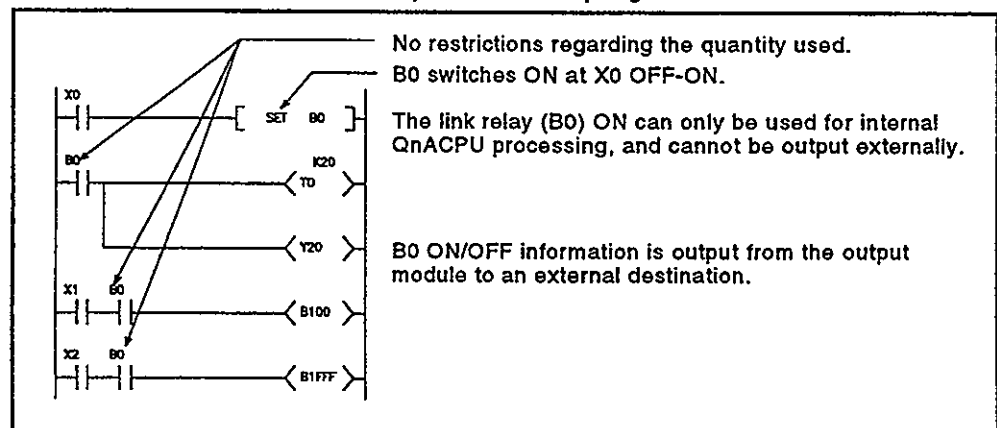 No restrictions regarding the quantity used.
B0 switches ON at X0 OFF-ON.
X0
SET B0
The link relay (B0) ON can only be used for internal
QnACPU processing, and cannot be output externally.
B0
K20
T0
Y20
B0 ON/OFF information is output from the output
module to an external destination.
X1 B0
B100
X2 B0
B1FFF